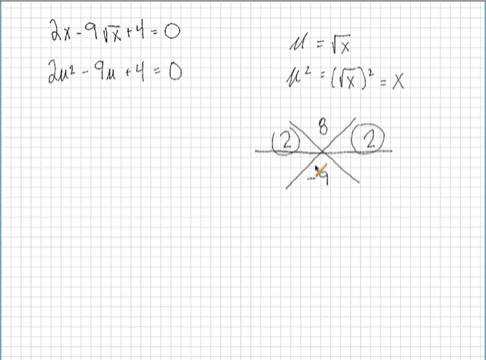 2x - 9√x + 4 = 0
2u² - 9u + 4 = 0
u = √x
u² = (√x)² = x
8
(2) (2)
-9